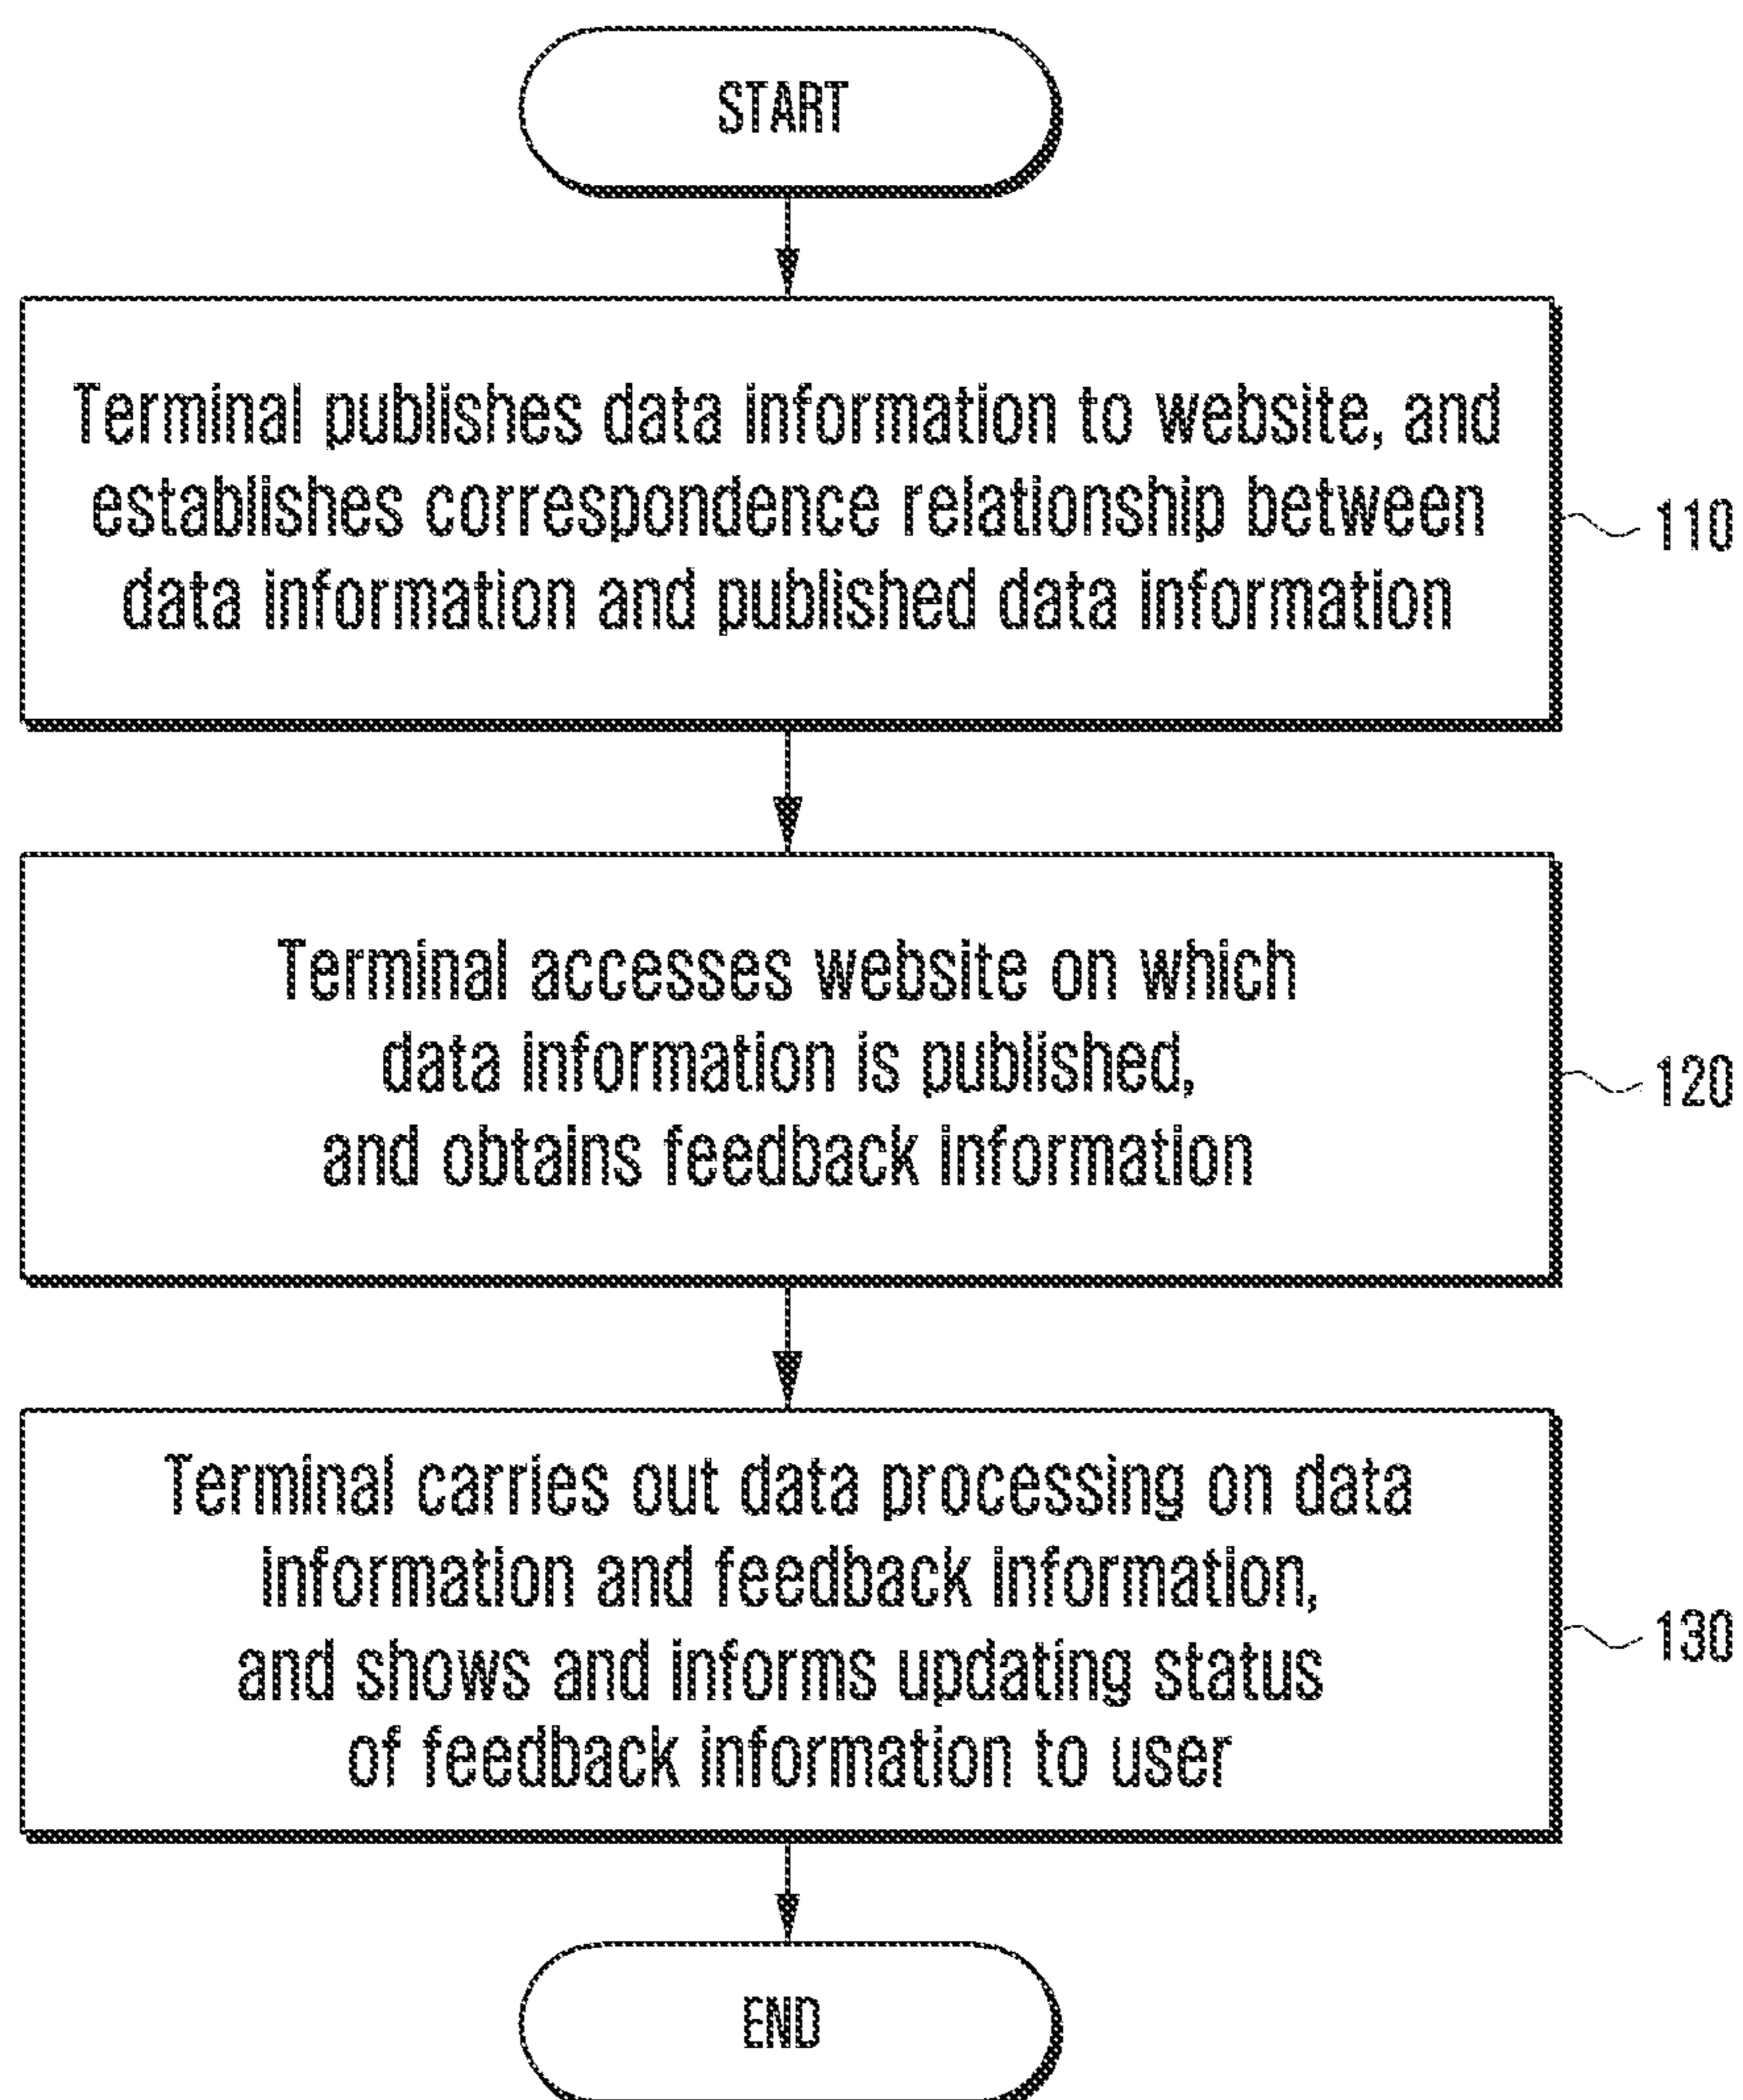 START
Terminal publishes data information to website, and
establishes correspondence relationship between
data information and published data information
110
Terminal accesses website on which
data information is published,
and obtains feedback information
120
Terminal carries out data processing on data
information and feedback information,
and shows and informs updating status
of feedback information to user
130
END